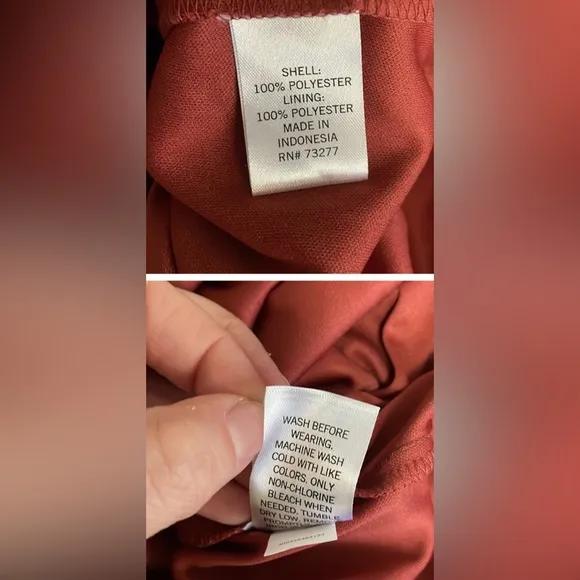 SHELL:
100% POLYESTER
LINING:
100% POLYESTER
MADE IN
INDONESIA
RN# 73277
WASH BEFORE
WEARING.
MACHINE WASH
COLD WITH LIKE
COLORS. ONLY
NON-CHLORINE
BLEACH WHEN
NEEDED. TUMBLE
DRY LOW.